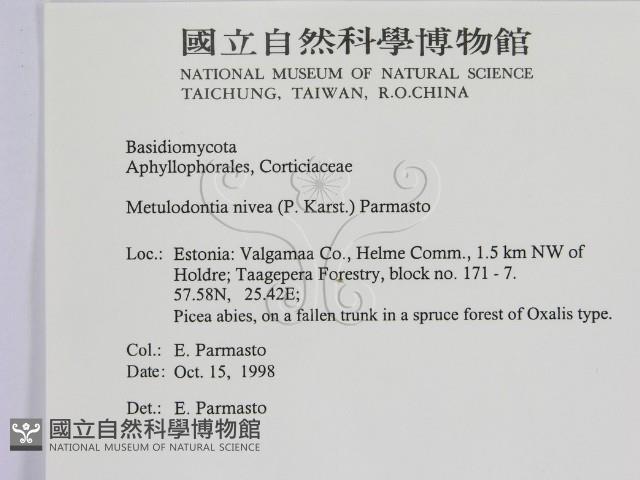 國立自然科學博物館
NATIONAL MUSEUM OF NATURAL SCIENCE
TAICHUNG, TAIWAN, R.O.CHINA
Basidiomycota
Aphyllophorales, Corticiaceae
Metulodontia nivea (P. Karst.) Parmasto
Loc.: Estonia: Valgamaa Co., Helme Comm., 1.5 km NW of
Holdre; Taagepera Forestry, block no. 171 - 7.
57.58N, 25.42E;
Picea abies, on a fallen trunk in a spruce forest of Oxalis type.
Col.: E. Parmasto
Date: Oct. 15, 1998
Det.: E. Parmasto
國立自然科學博物館
NATIONAL MUSEUM OF NATURAL SCIENCE